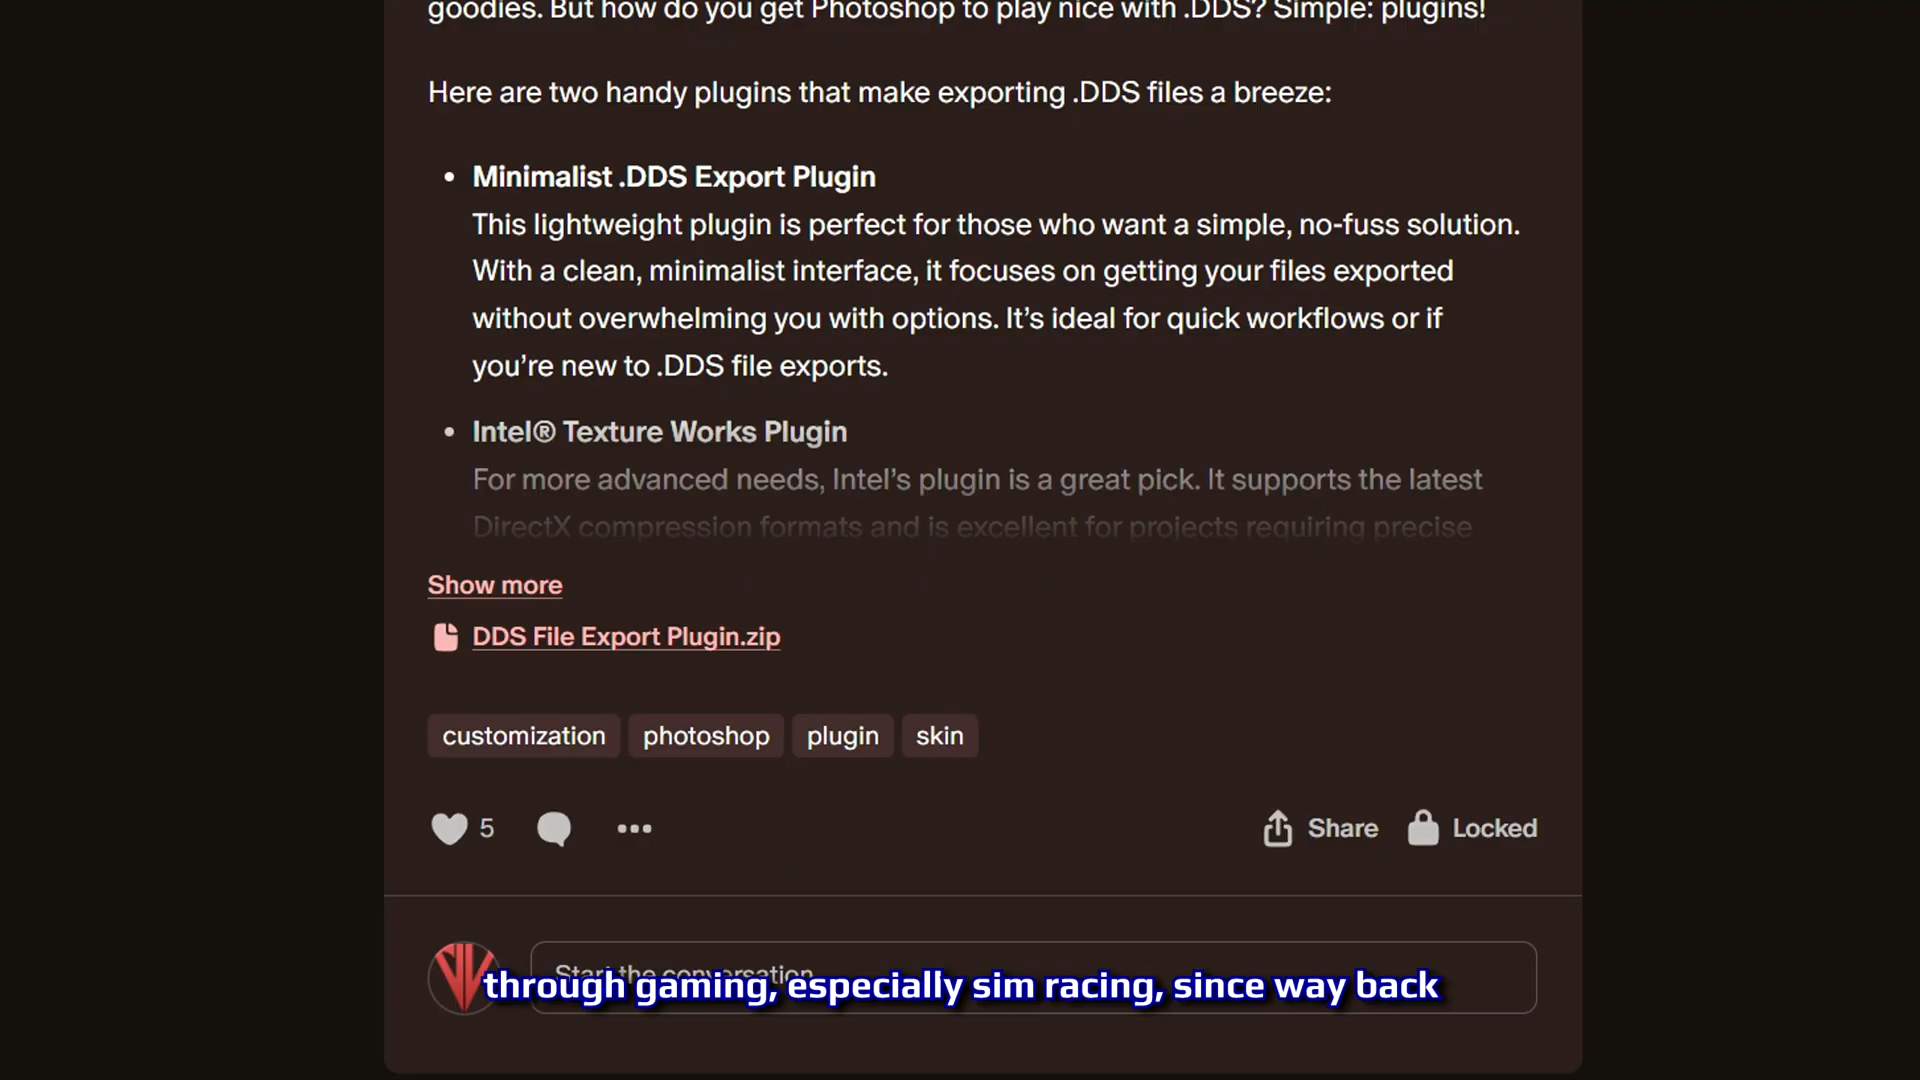 goodies. But how do you get Photoshop to play nice with .DDS? Simple: plugins!
Here are two handy plugins that make exporting .DDS files a breeze:
• Minimalist .DDS Export Plugin
This lightweight plugin is perfect for those who want a simple, no-fuss solution.
With a clean, minimalist interface, it focuses on getting your files exported
without overwhelming you with options. It’s ideal for quick workflows or if
you’re new to .DDS file exports.
• Intel® Texture Works Plugin
For more advanced needs, Intel’s plugin is a great pick. It supports the latest
DirectX compression formats and is excellent for projects requiring precise
Show more
DDS File Export Plugin.zip
customization photoshop plugin skin
5 ••• Share Locked
Start the conversation
through gaming, especially sim racing, since way back